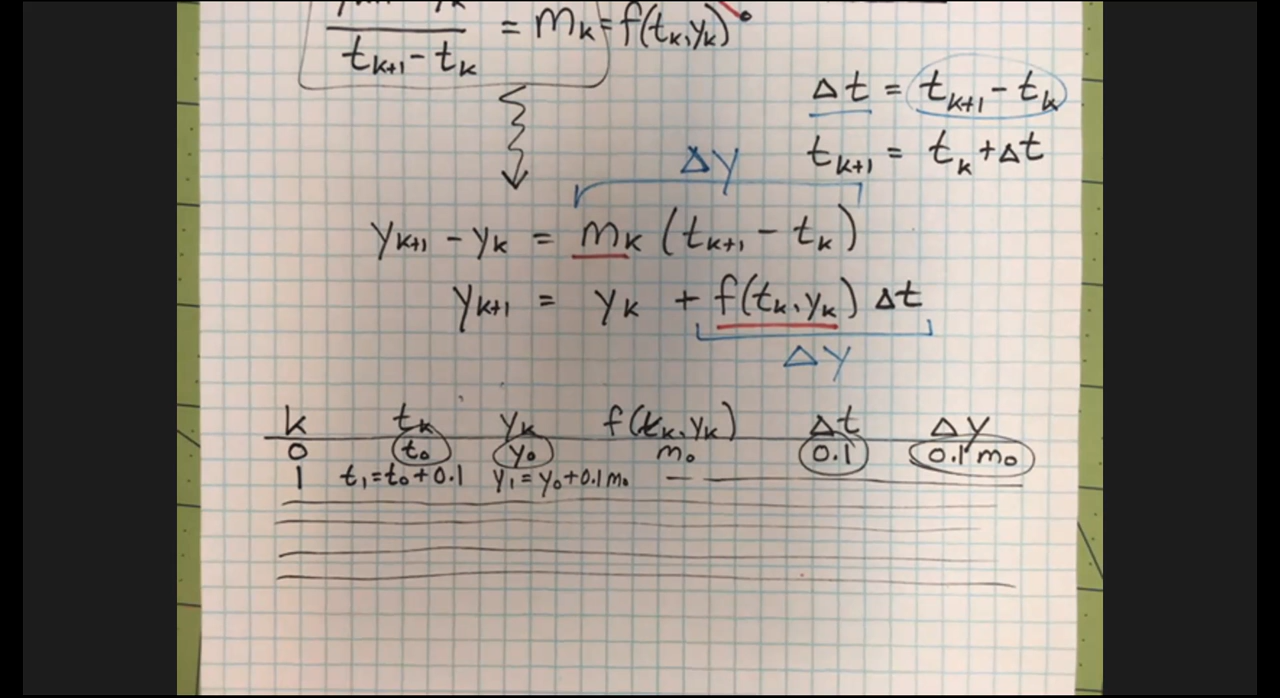 = mk = f(tk, yk)
tk+1 - tk
Δt = tk+1 - tk
tk+1 = tk + Δt
Δy
yk+1 - yk = mk (tk+1 - tk)
yk+1 = yk + f(tk, yk) Δt
Δy
k tk yk f(tk, yk) Δt Δy
0 t0 y0 m0 0.1 0.1 m0
1 t1 = t0 + 0.1 y1 = y0 + 0.1 m0